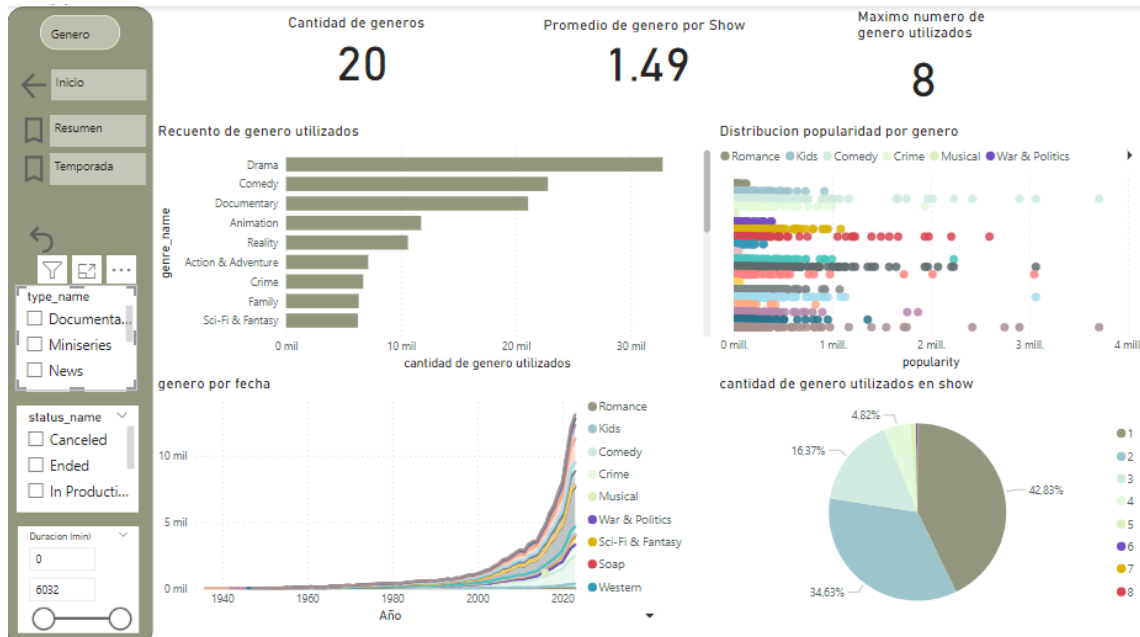 Genero
Inicio
Resumen
Temporada
type_name
Documenta...
Miniseries
News
status_name
Canceled
Ended
In Producti...
Duracion (min)
0
6032
Cantidad de generos
20
Promedio de genero por Show
1.49
Maximo numero de
genero utilizados
8
Recuento de genero utilizados
genre_name
Drama
Comedy
Documentary
Animation
Reality
Action & Adventure
Crime
Family
Sci-Fi & Fantasy
0 mil 10 mil 20 mil 30 mil
cantidad de genero utilizados
Distribucion popularidad por genero
Romance Kids Comedy Crime Musical War & Politics
0 mill. 1 mill. 2 mill. 3 mill. 4 mill.
popularity
genero por fecha
10 mil
5 mil
0 mil
1940 1960 1980 2000 2020
Año
Romance
Kids
Comedy
Crime
Musical
War & Politics
Sci-Fi & Fantasy
Soap
Western
cantidad de genero utilizados en show
4,82%
16,37%
42,83%
34,63%
1
2
3
4
5
6
7
8